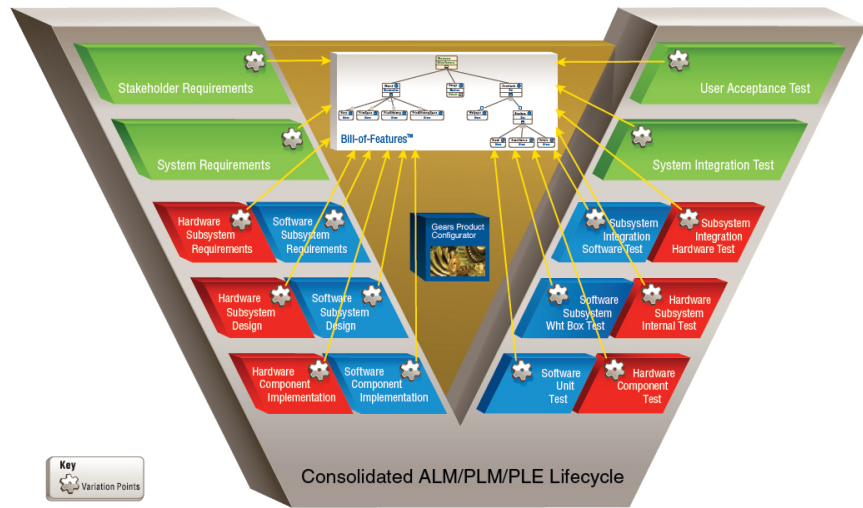 Stakeholder Requirements
System Requirements
Hardware
Subsystem
Requirements
Software
Subsystem
Requirements
Hardware
Subsystem
Design
Software
Subsystem
Design
Hardware
Component
Implementation
Software
Component
Implementation
Bill-of-Features™
Gears Product
Configurator
User Acceptance Test
System Integration Test
Subsystem
Integration
Software Test
Subsystem
Integration
Hardware Test
Software
Subsystem
Wht Box Test
Hardware
Subsystem
Internal Test
Software
Unit
Test
Hardware
Component
Test
Consolidated ALM/PLM/PLE Lifecycle
Key
Variation Points